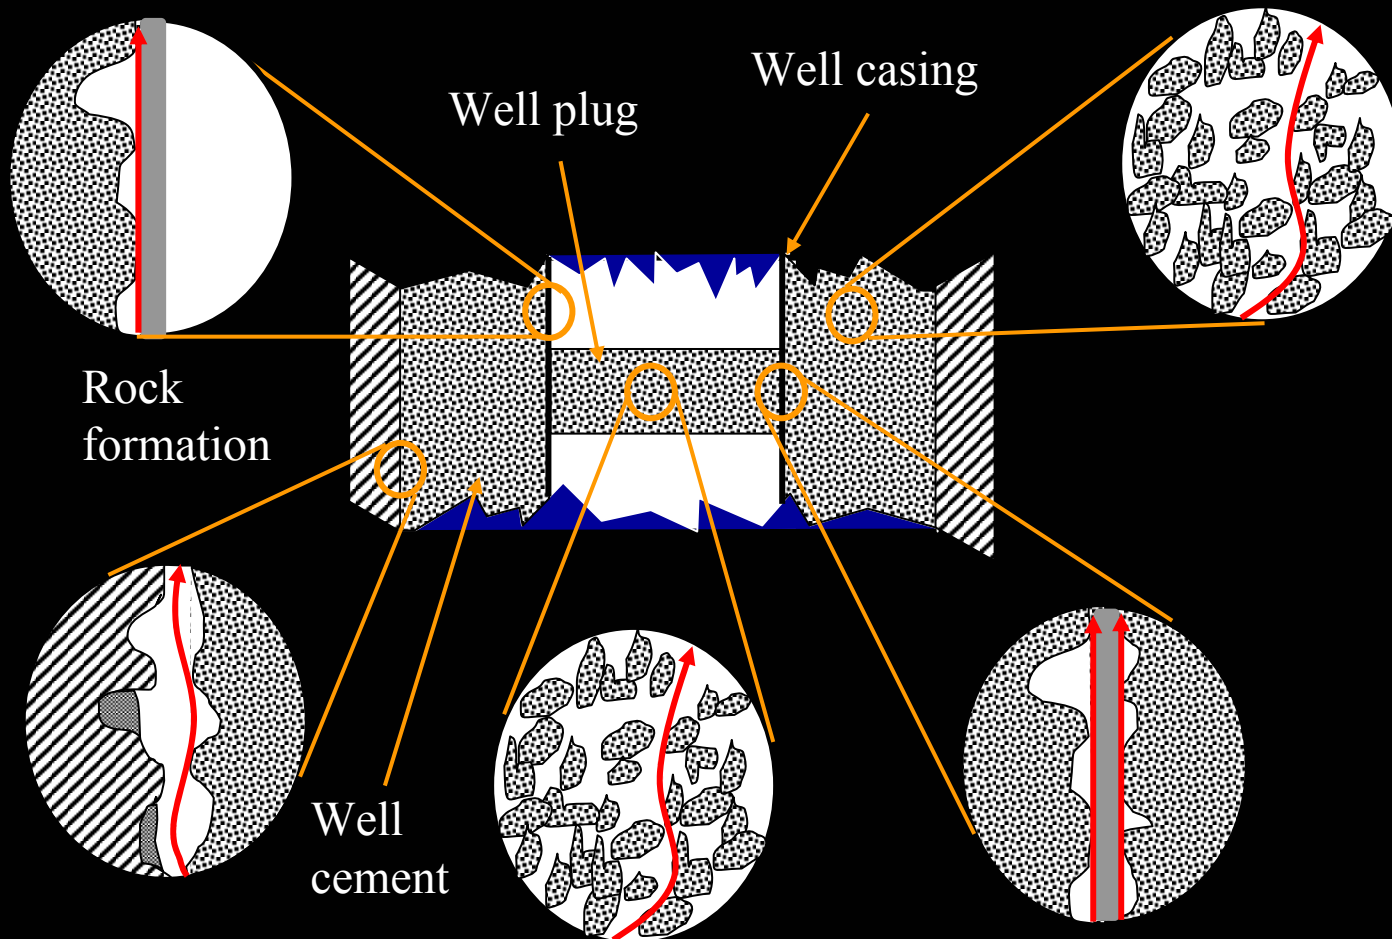 Well casing
Well plug
Rock
formation
Well
cement